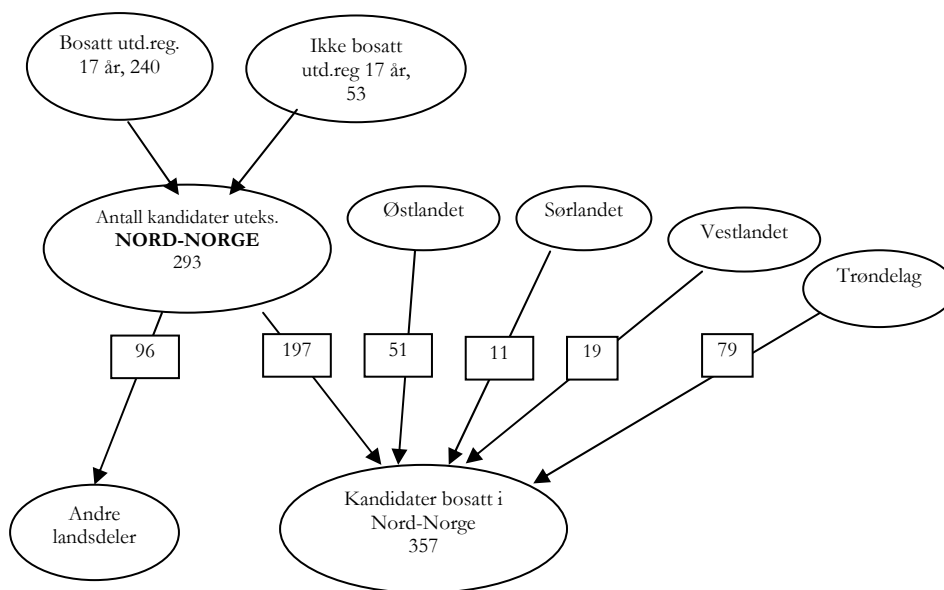 Bosatt utd.reg.
17 år, 240
Ikke bosatt
utd.reg 17 år,
53
Antall kandidater uteks.
NORD-NORGE
293
Østlandet
Sørlandet
Vestlandet
Trøndelag
96
197
51
11
19
79
Andre
landsdeler
Kandidater bosatt i
Nord-Norge
357